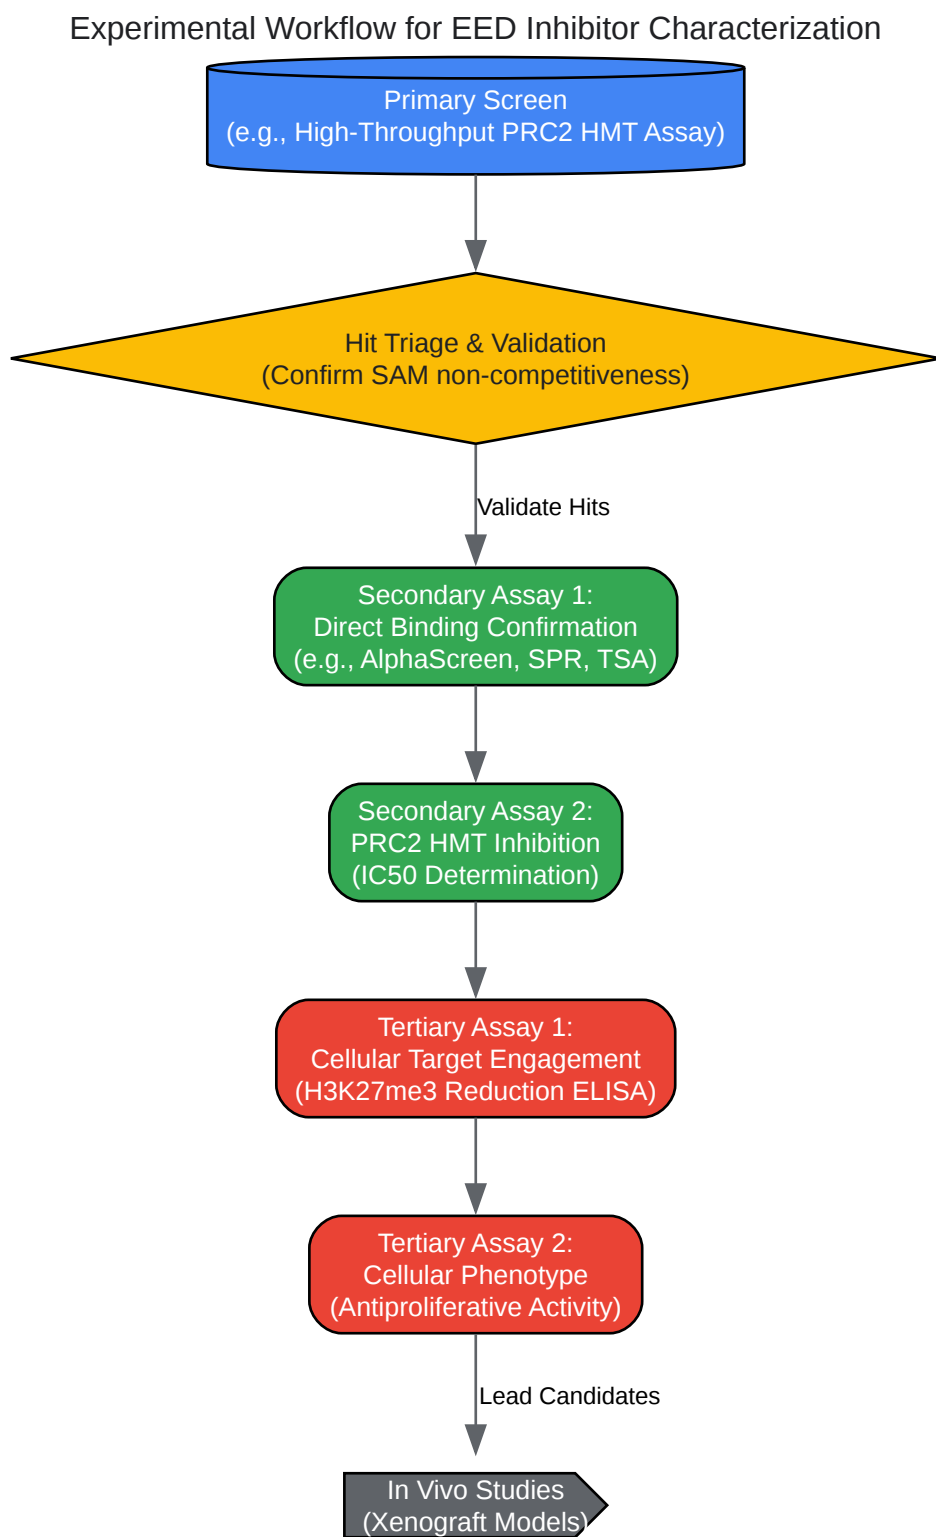 Experimental Workflow for EED Inhibitor Characterization
Primary Screen
(e.g., High-Throughput PRC2 HMT Assay)
Hit Triage & Validation
(Confirm SAM non-competitiveness)
Validate Hits
Secondary Assay 1:
Direct Binding Confirmation
(e.g., AlphaScreen, SPR, TSA)
Secondary Assay 2:
PRC2 HMT Inhibition
(IC50 Determination)
Tertiary Assay 1:
Cellular Target Engagement
(H3K27me3 Reduction ELISA)
Tertiary Assay 2:
Cellular Phenotype
(Antiproliferative Activity)
Lead Candidates
In Vivo Studies
(Xenograft Models)